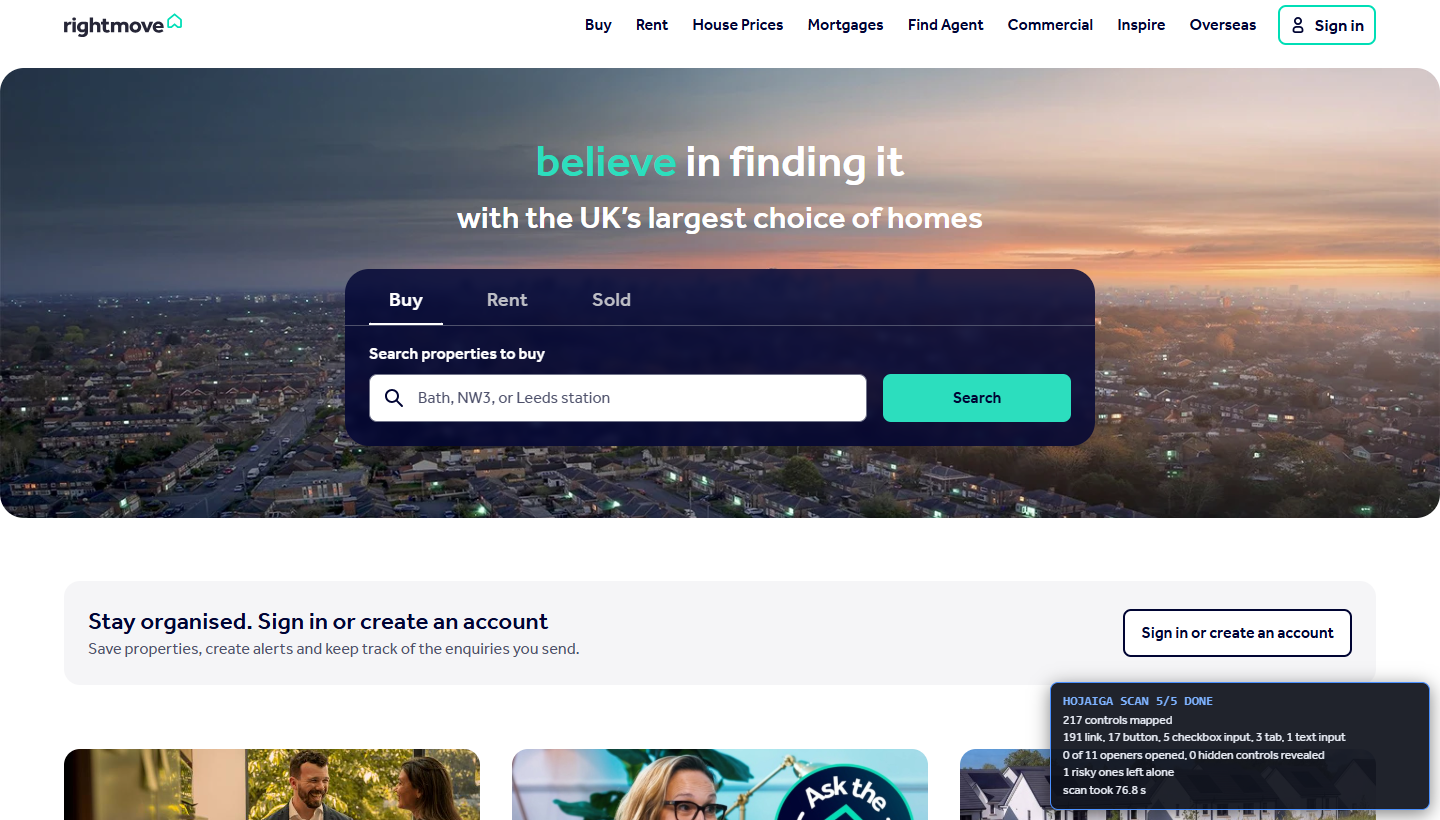 rightmove
Buy Rent House Prices Mortgages Find Agent Commercial Inspire Overseas Sign in
believe in finding it
with the UK’s largest choice of homes
Buy Rent Sold
Search properties to buy
Bath, NW3, or Leeds station Search
Stay organised. Sign in or create an account
Save properties, create alerts and keep track of the enquiries you send.
Sign in or create an account
HOJAIGA SCAN 5/5 DONE
217 controls mapped
191 link, 17 button, 5 checkbox input, 3 tab, 1 text input
0 of 11 openers opened, 0 hidden controls revealed
1 risky ones left alone
scan took 76.8 s
Ask the